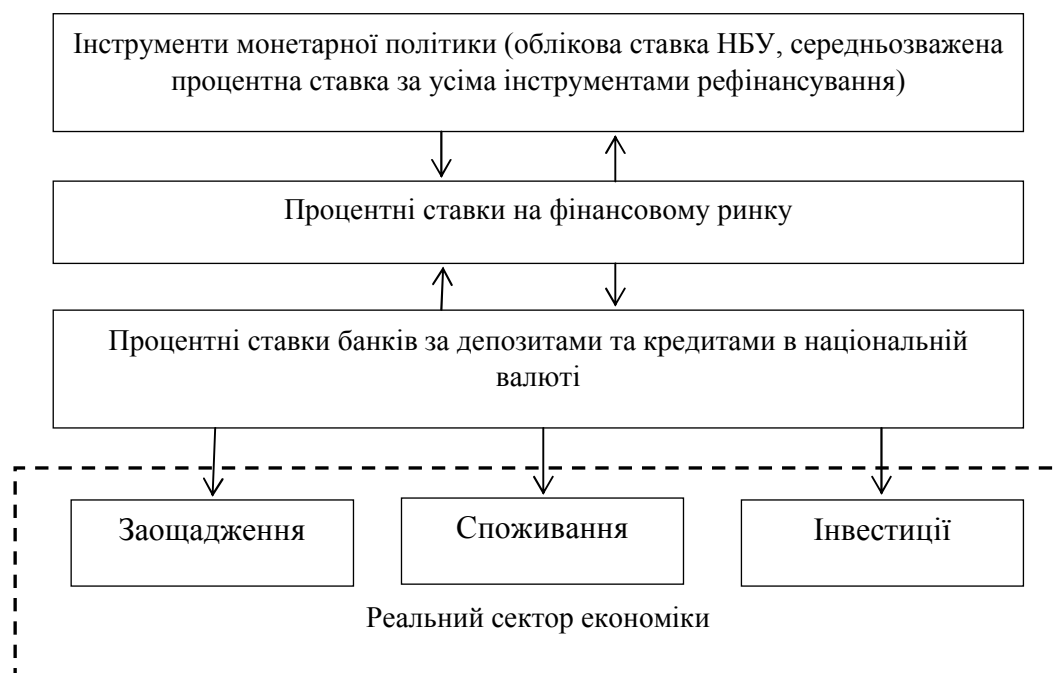 Інструменти монетарної політики (облікова ставка НБУ, середньозважена
процентна ставка за усіма інструментами рефінансування)
Процентні ставки на фінансовому ринку
Процентні ставки банків за депозитами та кредитами в національній
валюті
Заощадження
Споживання
Інвестиції
Реальний сектор економіки